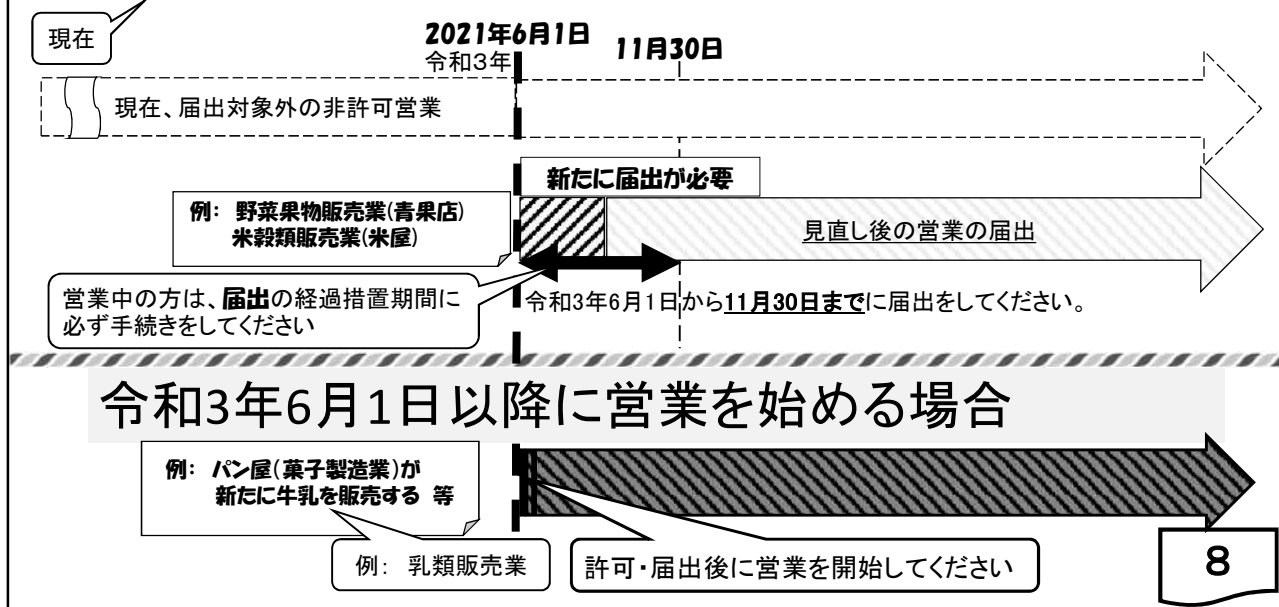 現在
2021年6月1日
令和3年
11月30日
現在、届出対象外の非許可営業
新たに届出が必要
例: 野菜果物販売業(青果店)
米穀類販売業(米屋)
見直し後の営業の届出
営業中の方は、届出の経過措置期間に
必ず手続きをしてください
令和3年6月1日から11月30日までに届出をしてください。
令和3年6月1日以降に営業を始める場合
例: パン屋(菓子製造業)が
新たに牛乳を販売する 等
例: 乳類販売業
許可・届出後に営業を開始してください
8